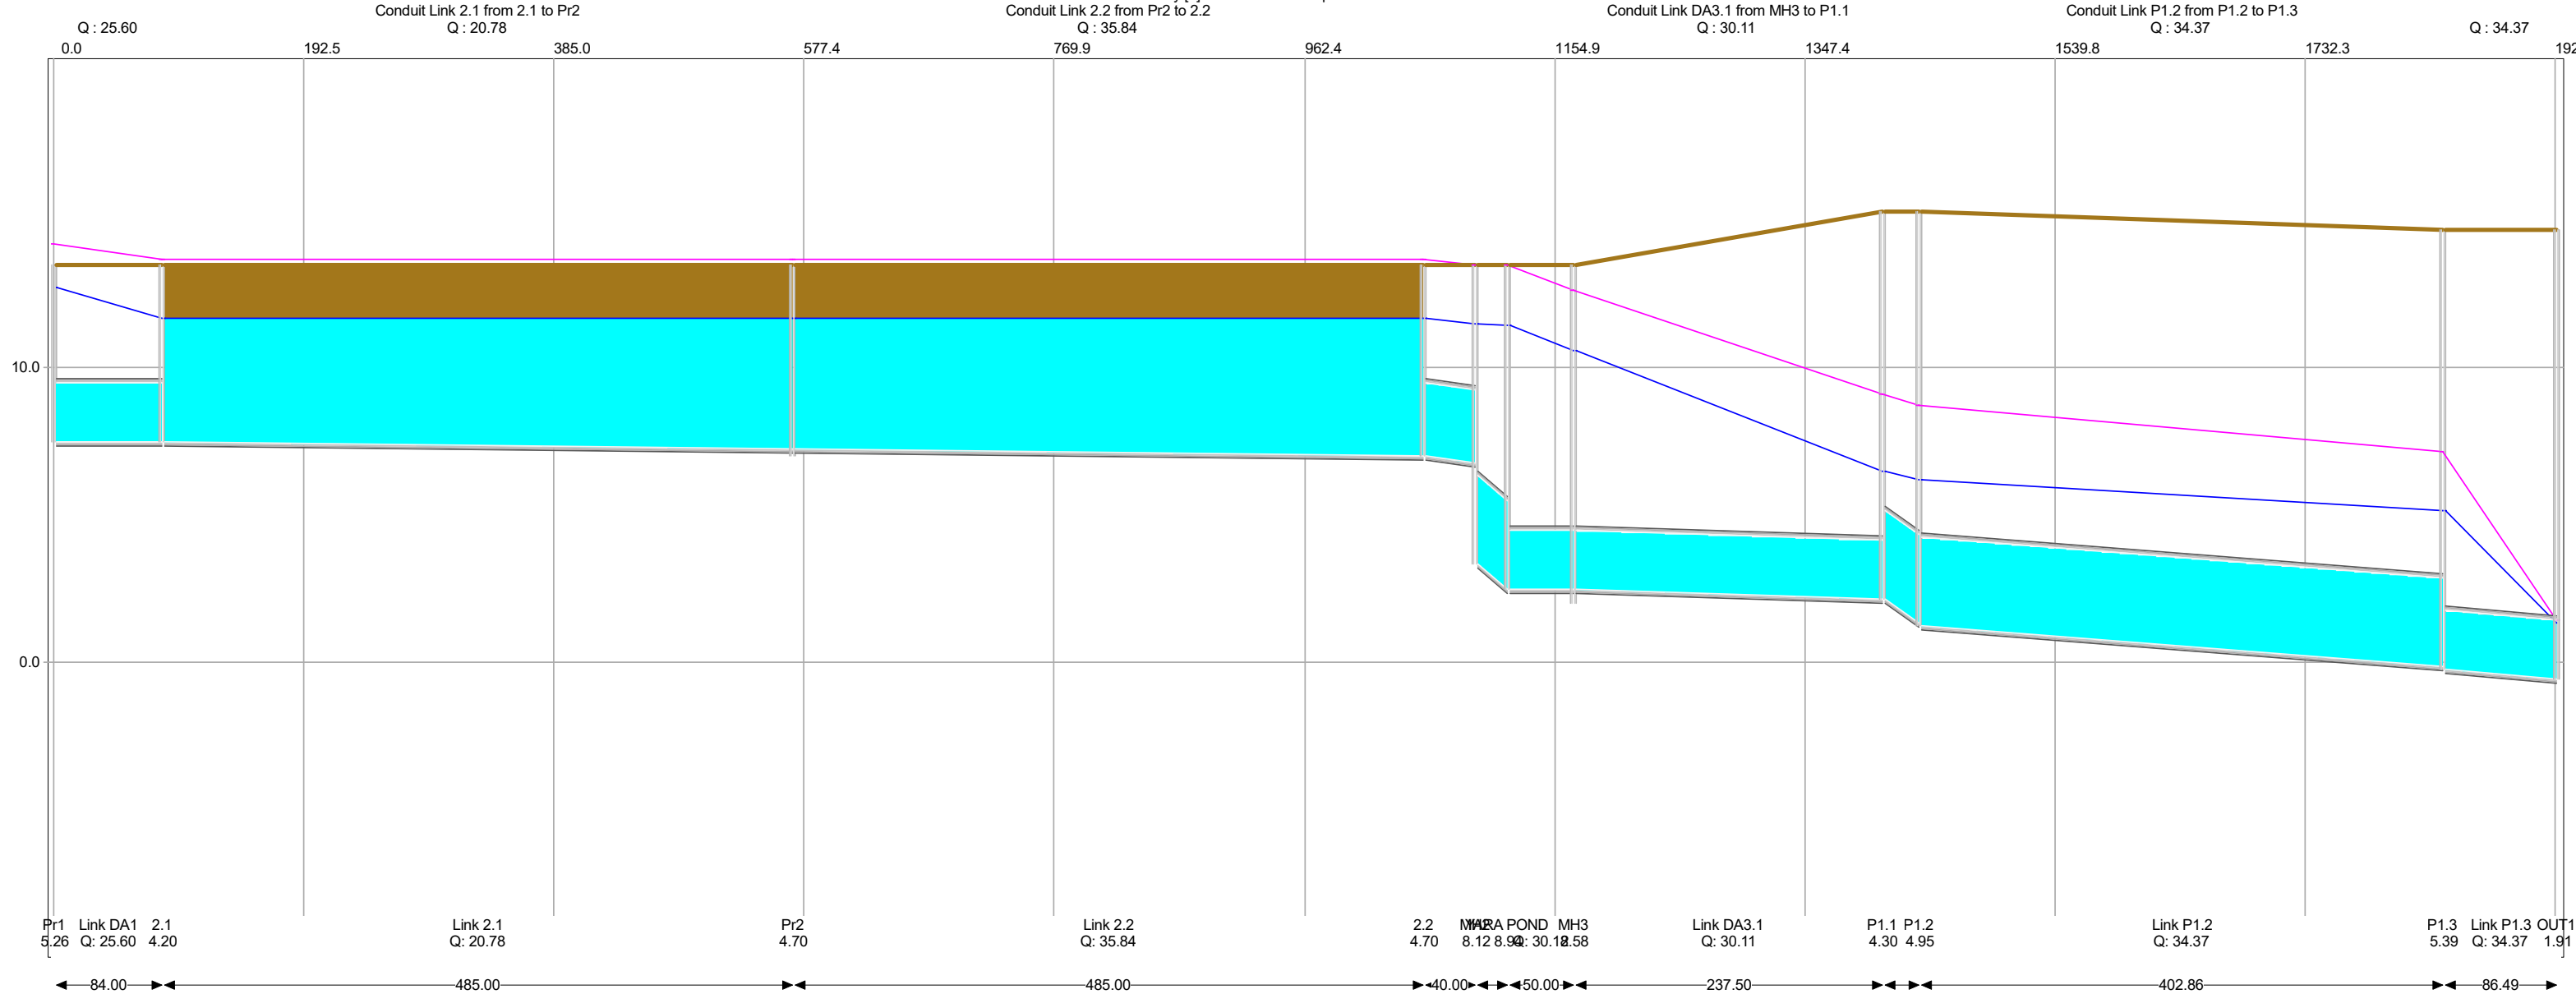 Conduit Link 2.1 from 2.1 to Pr2
Conduit Link 2.2 from Pr2 to 2.2
Conduit Link DA3.1 from MH3 to P1.1
Conduit Link P1.2 from P1.2 to P1.3
Q : 25.60
Q : 20.78
Q : 35.84
Q : 30.11
Q : 34.37
Q : 34.37
0.0 192.5 385.0 577.4 769.9 962.4 1154.9 1347.4 1539.8 1732.3 192
10.0
0.0
Pr1 Link DA1 2.1 Link 2.1 Pr2 Link 2.2 2.2 POND MH3 Link DA3.1 P1.1 P1.2 Link P1.2 P1.3 Link P1.3 OUT1
5.26 Q: 25.60 4.20 Q: 20.78 4.70 Q: 35.84 4.70 8.12 Q: 30.11 4.30 4.95 Q: 34.37 5.39 Q: 34.37 1.91
84.00 485.00 485.00 40.00 50.00 237.50 402.86 86.49